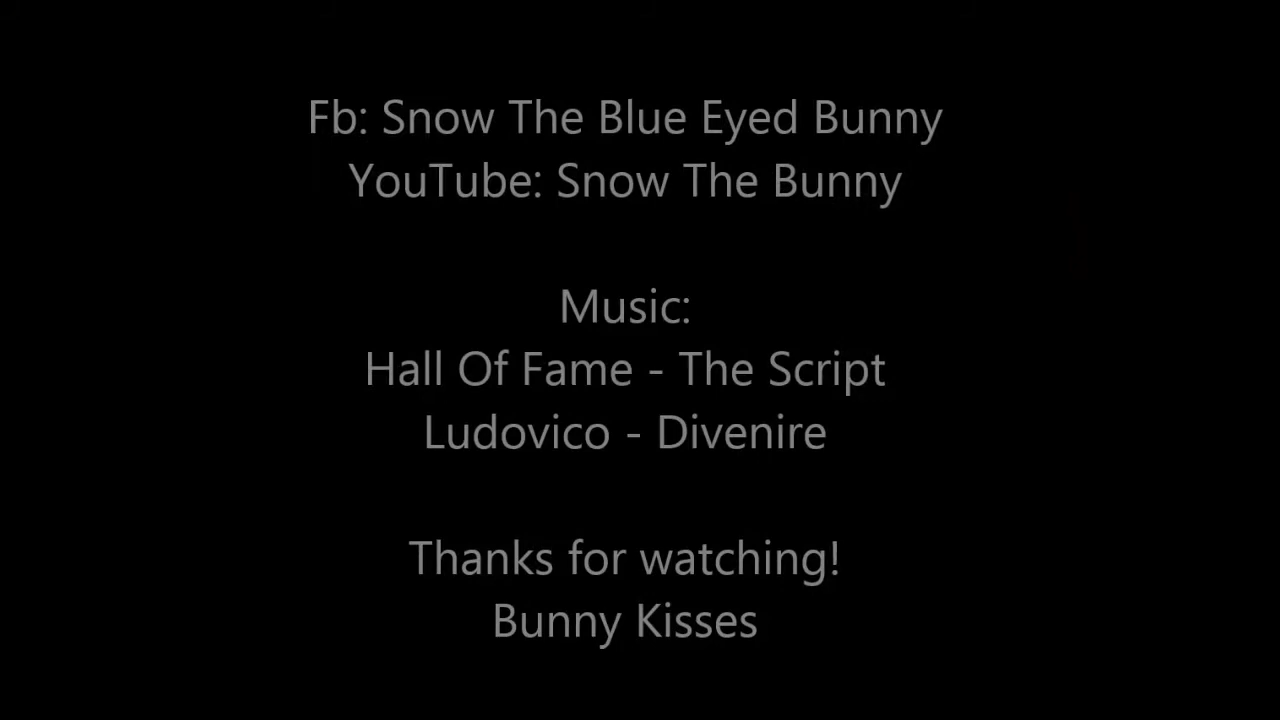 Fb: Snow The Blue Eyed Bunny
YouTube: Snow The Bunny
Music:
Hall Of Fame - The Script
Ludovico - Divenire
Thanks for watching!
Bunny Kisses